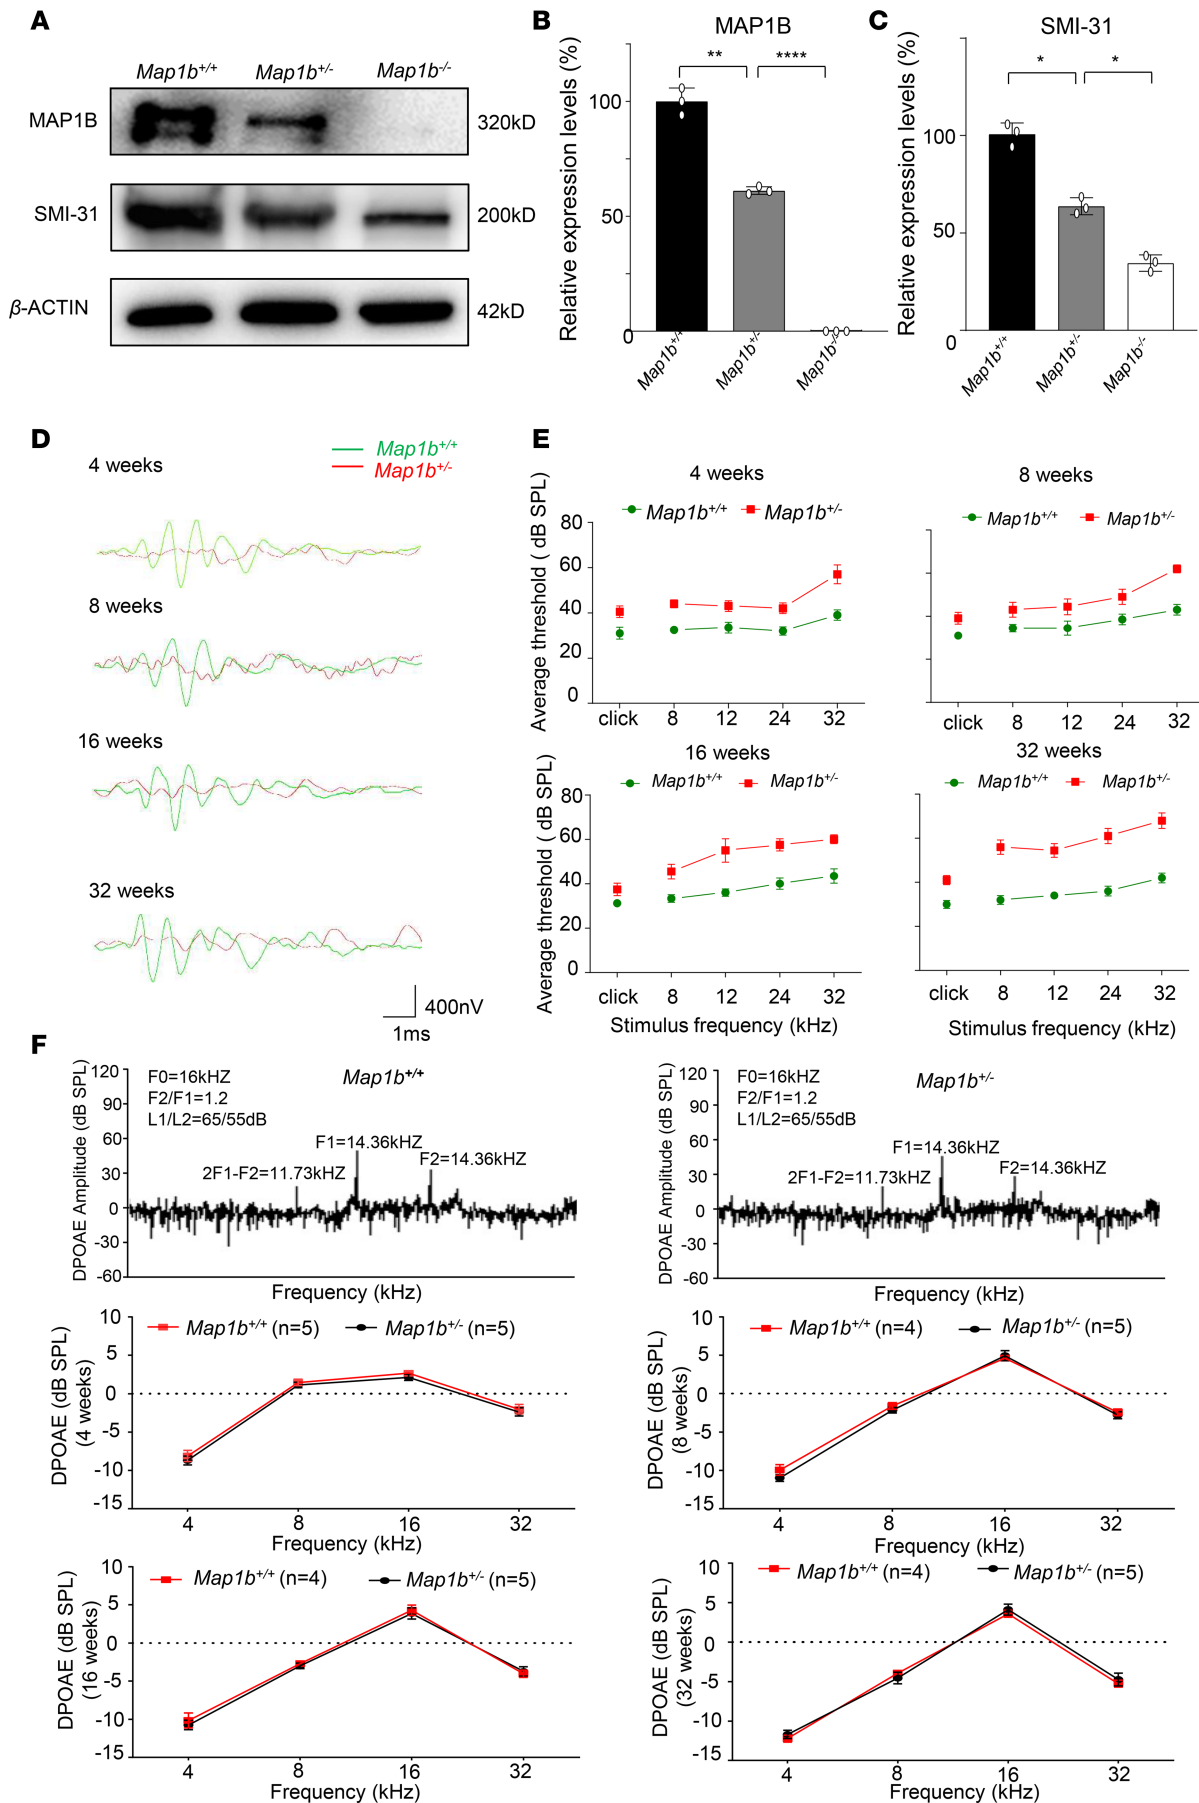 A
Map1b+/+ Map1b+/- Map1b-/-
MAP1B 320kD
SMI-31 200kD
β-ACTIN 42kD
B
MAP1B
Relative expression levels (%)
** ****
100
50
0
Map1b+/+ Map1b+/- Map1b-/-
C
SMI-31
Relative expression levels (%)
* *
100
50
0
Map1b+/+ Map1b+/- Map1b-/-
D
Map1b+/+
Map1b+/-
4 weeks
8 weeks
16 weeks
32 weeks
400nV
1ms
E
4 weeks
Map1b+/+ Map1b+/-
Average threshold ( dB SPL)
80
60
40
20
0
click 8 12 24 32
8 weeks
Map1b+/+ Map1b+/-
click 8 12 24 32
16 weeks
Map1b+/+ Map1b+/-
Average threshold ( dB SPL)
80
60
40
20
0
click 8 12 24 32
Stimulus frequency (kHz)
32 weeks
Map1b+/+ Map1b+/-
click 8 12 24 32
Stimulus frequency (kHz)
F
DPOAE Amplitude (dB SPL)
120
90
60
30
0
-30
-60
F0=16kHZ
F2/F1=1.2
L1/L2=65/55dB
Map1b+/+
F1=14.36kHZ
F2=14.36kHZ
2F1-F2=11.73kHZ
Frequency (kHz)
DPOAE Amplitude (dB SPL)
120
90
60
30
0
-30
-60
F0=16kHZ
F2/F1=1.2
L1/L2=65/55dB
Map1b+/-
F1=14.36kHZ
F2=14.36kHZ
2F1-F2=11.73kHZ
Frequency (kHz)
DPOAE (dB SPL)
(4 weeks)
10
5
0
-5
-10
-15
Map1b+/+ (n=5) Map1b+/- (n=5)
4 8 16 32
Frequency (kHz)
DPOAE (dB SPL)
(8 weeks)
10
5
0
-5
-10
-15
Map1b+/+ (n=4) Map1b+/- (n=5)
4 8 16 32
Frequency (kHz)
DPOAE (dB SPL)
(16 weeks)
10
5
0
-5
-10
-15
Map1b+/+ (n=4) Map1b+/- (n=5)
4 8 16 32
Frequency (kHz)
DPOAE (dB SPL)
(32 weeks)
10
5
0
-5
-10
-15
Map1b+/+ (n=4) Map1b+/- (n=5)
4 8 16 32
Frequency (kHz)